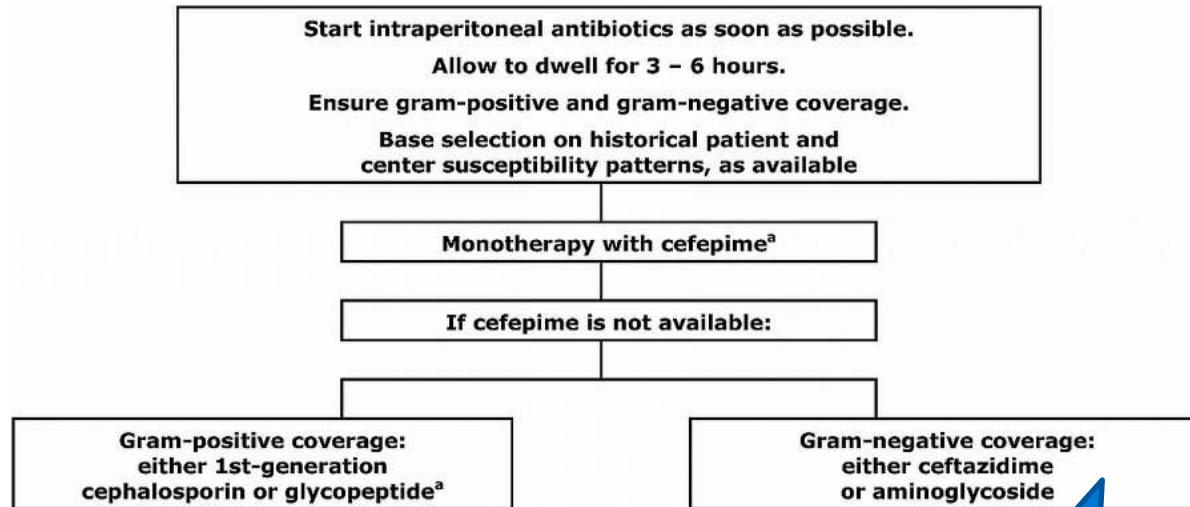 Start intraperitoneal antibiotics as soon as possible.
Allow to dwell for 3 – 6 hours.
Ensure gram-positive and gram-negative coverage.
Base selection on historical patient and
center susceptibility patterns, as available
Monotherapy with cefepimeᵃ
If cefepime is not available:
Gram-positive coverage:
either 1st-generation
cephalosporin or glycopeptideᵃ
Gram-negative coverage:
either ceftazidime
or aminoglycoside